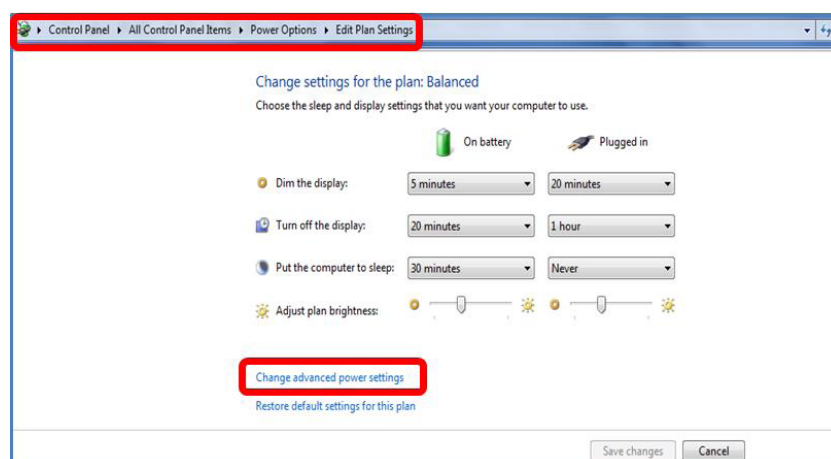 Control Panel ▸ All Control Panel Items ▸ Power Options ▸ Edit Plan Settings
Change settings for the plan: Balanced
Choose the sleep and display settings that you want your computer to use.
On battery Plugged in
Dim the display: 5 minutes 20 minutes
Turn off the display: 20 minutes 1 hour
Put the computer to sleep: 30 minutes Never
Adjust plan brightness:
Change advanced power settings
Restore default settings for this plan
Save changes Cancel